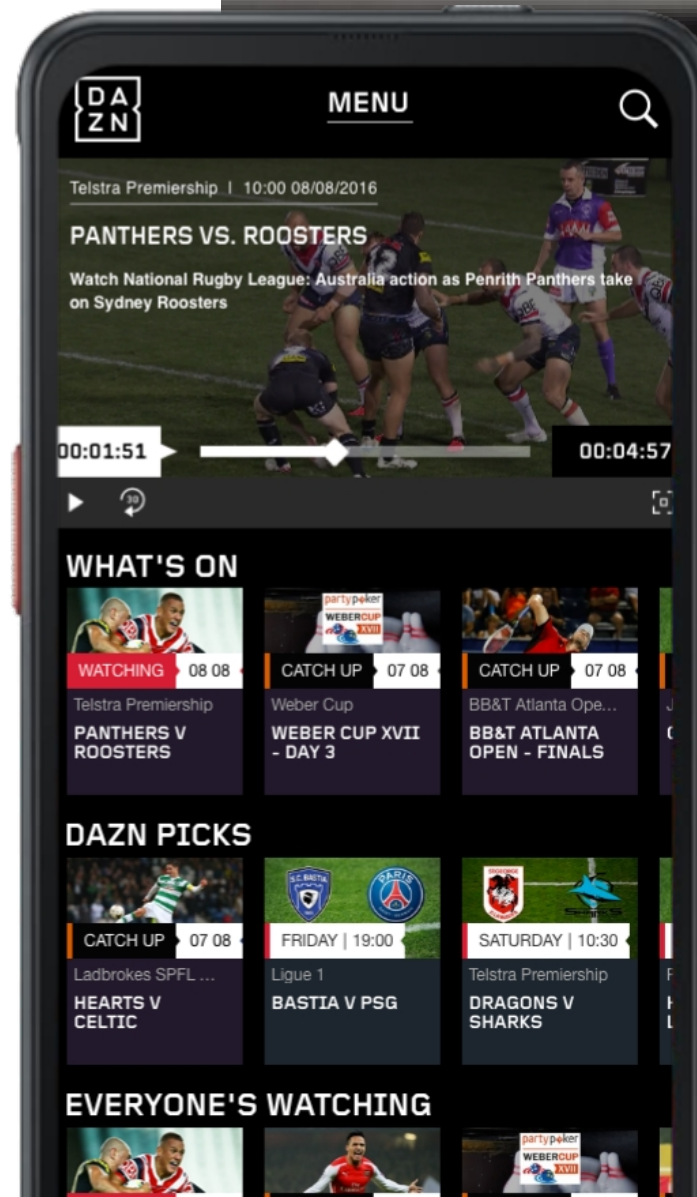 DA
ZN
MENU
Telstra Premiership | 10:00 08/08/2016
PANTHERS VS. ROOSTERS
Watch National Rugby League: Australia action as Penrith Panthers take
on Sydney Roosters
00:01:51
00:04:57
30
WHAT'S ON
partypoker
WEBERCUP
XVII
WATCHING 08 08
CATCH UP 07 08
CATCH UP 07 08
Telstra Premiership
PANTHERS V
ROOSTERS
Weber Cup
WEBER CUP XVII
- DAY 3
BB&T Atlanta Ope...
BB&T ATLANTA
OPEN - FINALS
DAZN PICKS
S.C. BASTIA
PARIS
CATCH UP 07 08
FRIDAY | 19:00
SATURDAY | 10:30
Ladbrokes SPFL ...
HEARTS V
CELTIC
Ligue 1
BASTIA V PSG
Telstra Premiership
DRAGONS V
SHARKS
EVERYONE'S WATCHING
partypoker
WEBERCUP
XVII